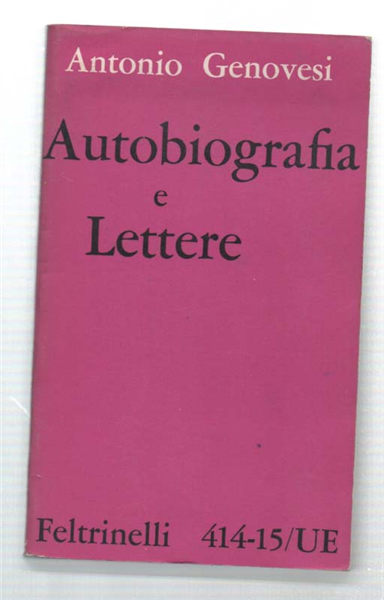 Antonio Genovesi
Autobiografia
e
Lettere
Feltrinelli 414-15/UE